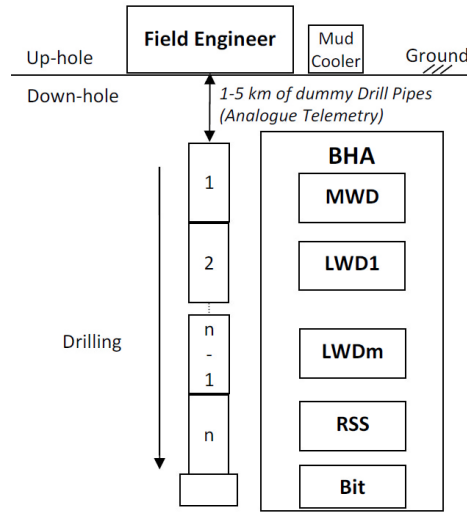 Field Engineer
Mud
Cooler
Up-hole
Ground
Down-hole
1-5 km of dummy Drill Pipes
(Analogue Telemetry)
BHA
1
MWD
2
LWD1
Drilling
n
-
1
LWDm
n
RSS
Bit